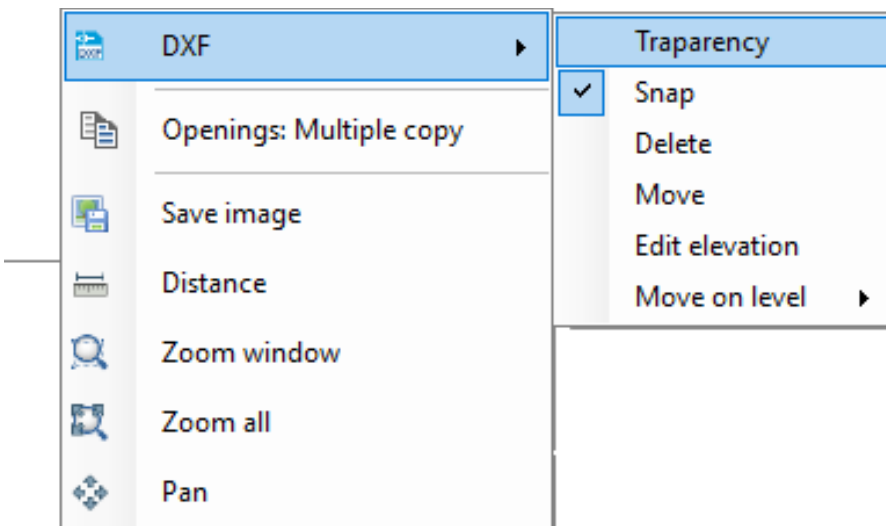 DXF
Openings: Multiple copy
Save image
Distance
Zoom window
Zoom all
Pan
Traparency
Snap
Delete
Move
Edit elevation
Move on level